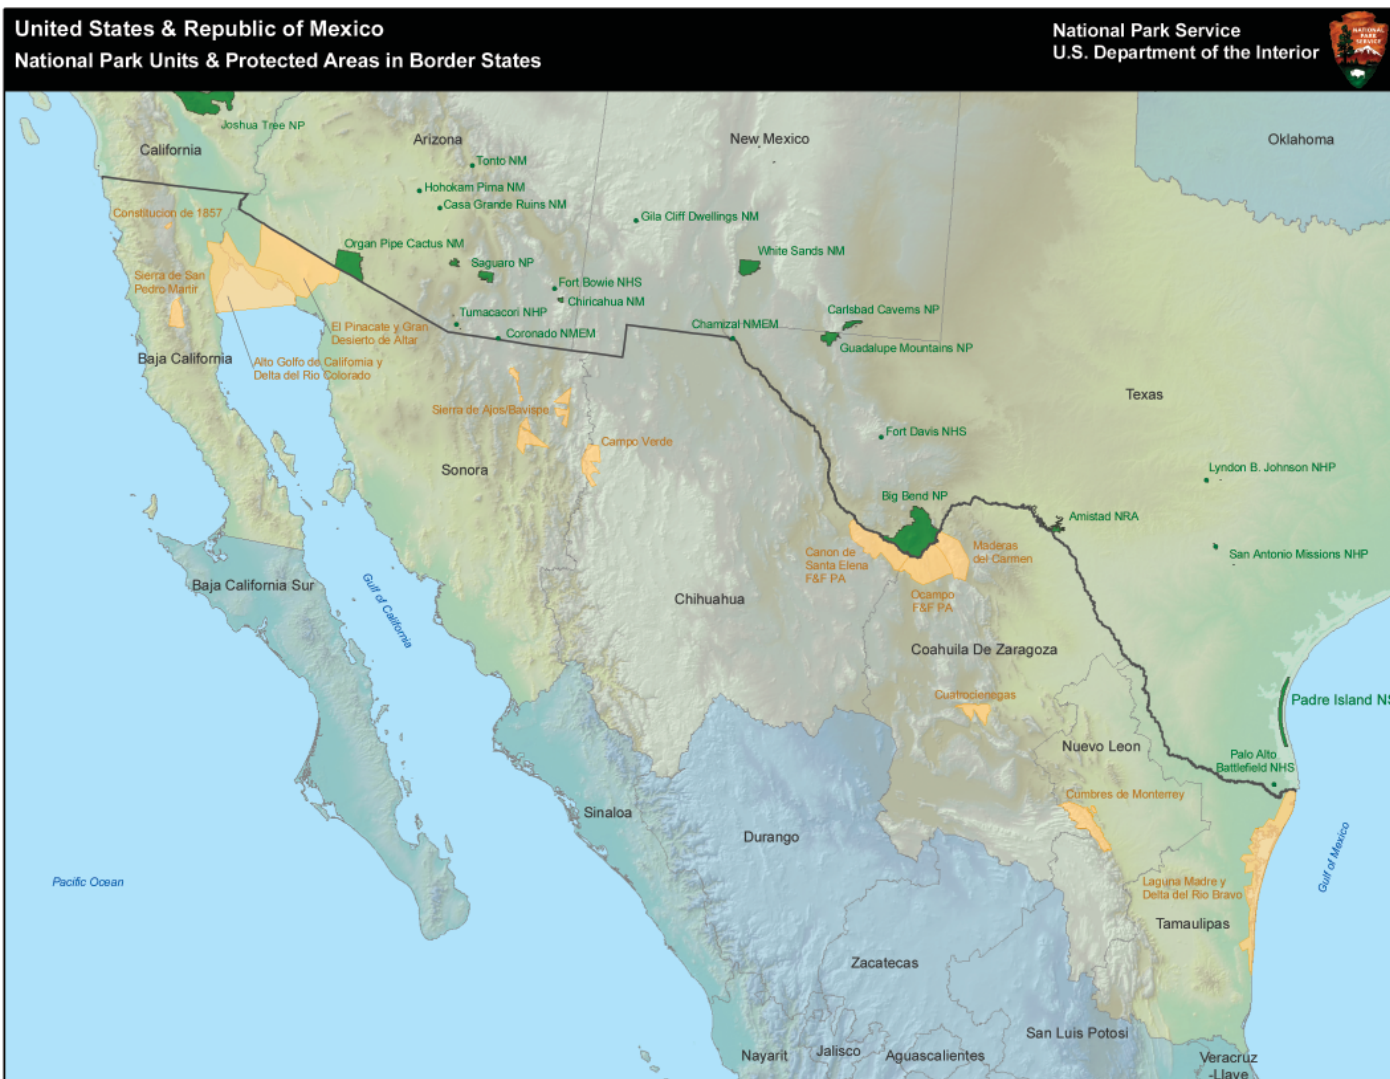 United States & Republic of Mexico
National Park Units & Protected Areas in Border States
National Park Service
U.S. Department of the Interior
NATIONAL
PARK
SERVICE
Joshua Tree NP
California
Arizona
New Mexico
Oklahoma
Tonto NM
Hohokam Pima NM
Casa Grande Ruins NM
Constitucion de 1857
Gila Cliff Dwellings NM
Organ Pipe Cactus NM
White Sands NM
Saguaro NP
Sierra de San
Pedro Martir
Fort Bowie NHS
Chiricahua NM
Tumacacori NHP
Carlsbad Caverns NP
Chamizal NMEM
Coronado NMEM
El Pinacate y Gran
Desierto de Altar
Guadalupe Mountains NP
Baja California
Alto Golfo de California y
Delta del Rio Colorado
Texas
Sierra de Ajos/Bavispe
Campo Verde
Fort Davis NHS
Sonora
Lyndon B. Johnson NHP
Big Bend NP
Amistad NRA
Canon de
Santa Elena
F&F PA
Maderas
del Carmen
San Antonio Missions NHP
Baja California Sur
Gulf of California
Chihuahua
Ocampo
F&F PA
Coahuila De Zaragoza
Cuatrocienegas
Padre Island NS
Nuevo Leon
Palo Alto
Battlefield NHS
Cumbres de Monterrey
Sinaloa
Durango
Gulf of Mexico
Pacific Ocean
Laguna Madre y
Delta del Rio Bravo
Tamaulipas
Zacatecas
San Luis Potosi
Nayarit
Jalisco
Aguascalientes
Veracruz
-Llave